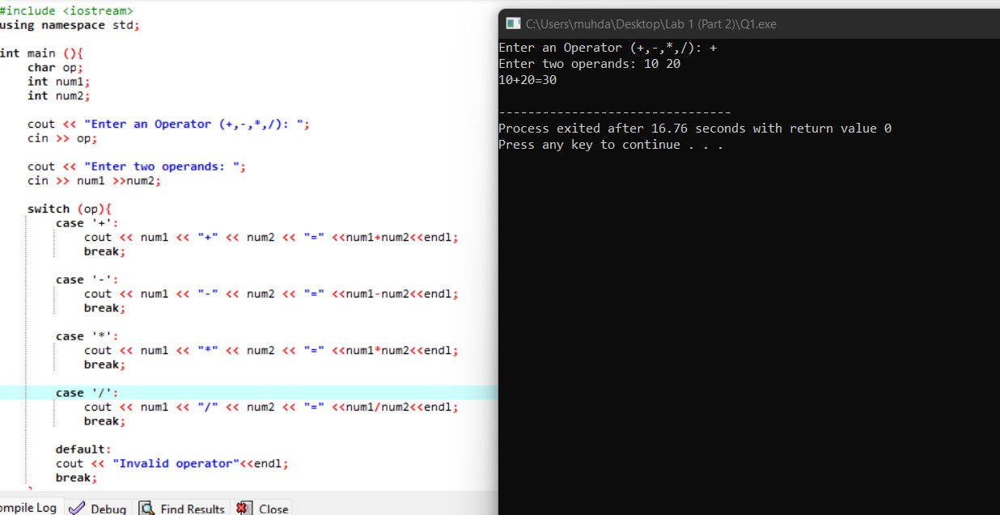 #include <iostream>
using namespace std;
int main (){
char op;
int num1;
int num2;
cout << "Enter an Operator (+,-,*,/): ";
cin >> op;
cout << "Enter two operands: ";
cin >> num1 >>num2;
switch (op){
case '+':
cout << num1 << "+" << num2 << "=" <<num1+num2<<endl;
break;
case '-':
cout << num1 << "-" << num2 << "=" <<num1-num2<<endl;
break;
case '*':
cout << num1 << "*" << num2 << "=" <<num1*num2<<endl;
break;
case '/':
cout << num1 << "/" << num2 << "=" <<num1/num2<<endl;
break;
default:
cout << "Invalid operator"<<endl;
break;
}
ompile Log Debug Find Results Close
C:\Users\muhda\Desktop\Lab 1 (Part 2)\Q1.exe
Enter an Operator (+,-,*,/): +
Enter two operands: 10 20
10+20=30
--------------------------------
Process exited after 16.76 seconds with return value 0
Press any key to continue . . .